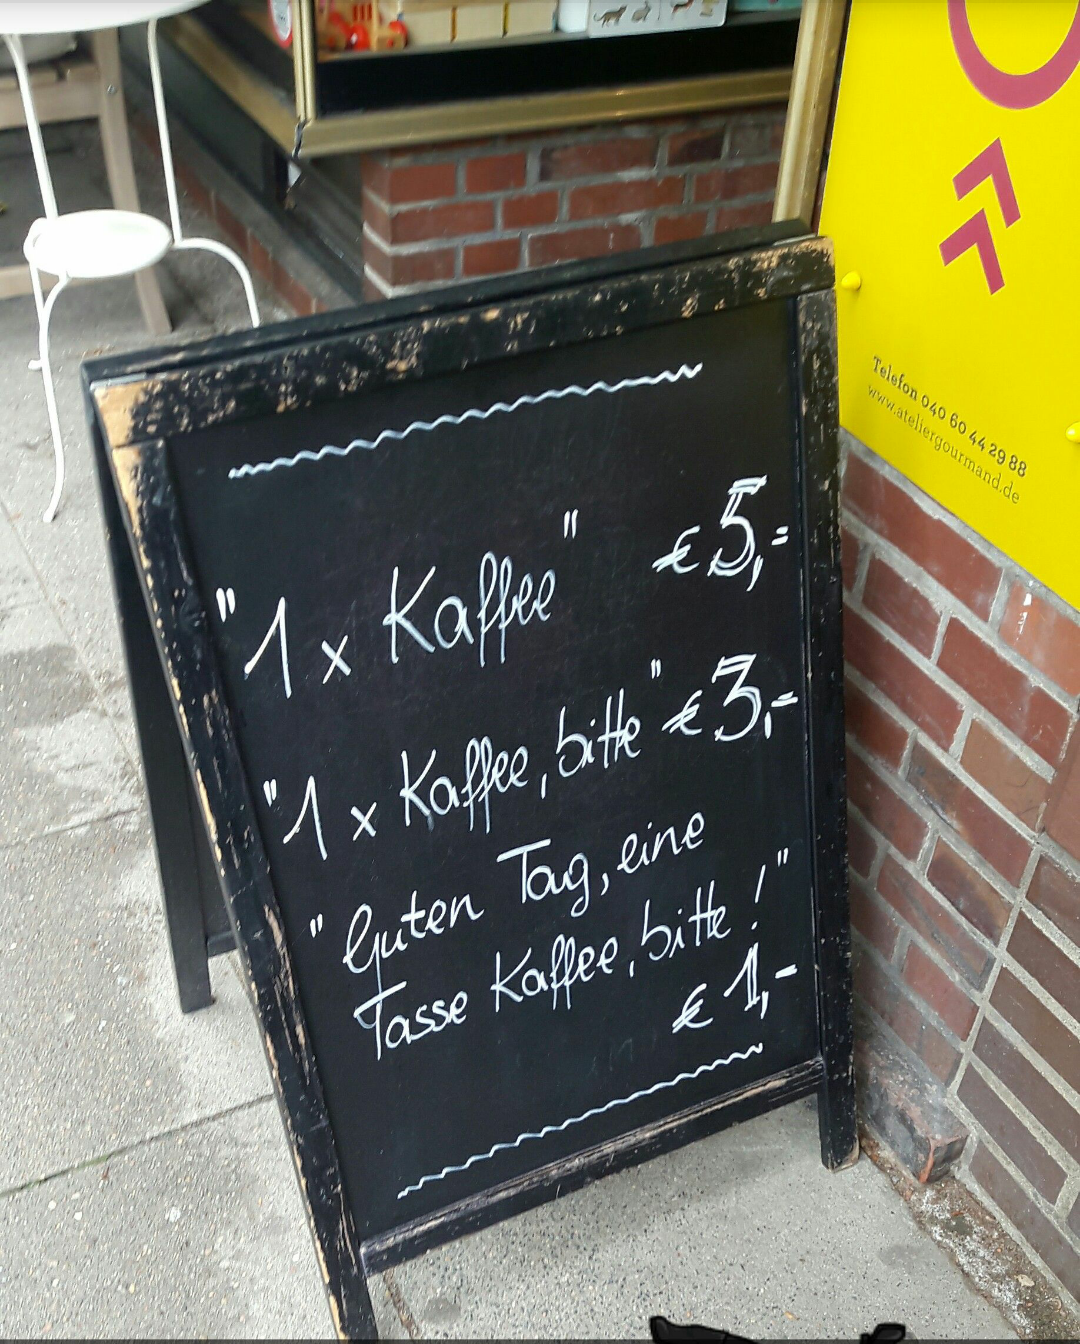 "1 x Kaffee" € 5,=
"1 x Kaffee, bitte" € 3,-
"Guten Tag, eine
Tasse Kaffee, bitte!"
€ 1,-
Telefon 040 60 44 29 88
www.ateliergourmand.de